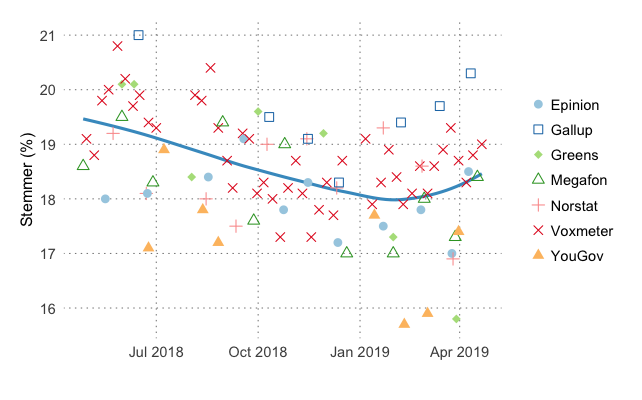 21
20
19
18
17
16
Stemmer (%)
Jul 2018
Oct 2018
Jan 2019
Apr 2019
Epinion
Gallup
Greens
Megafon
Norstat
Voxmeter
YouGov